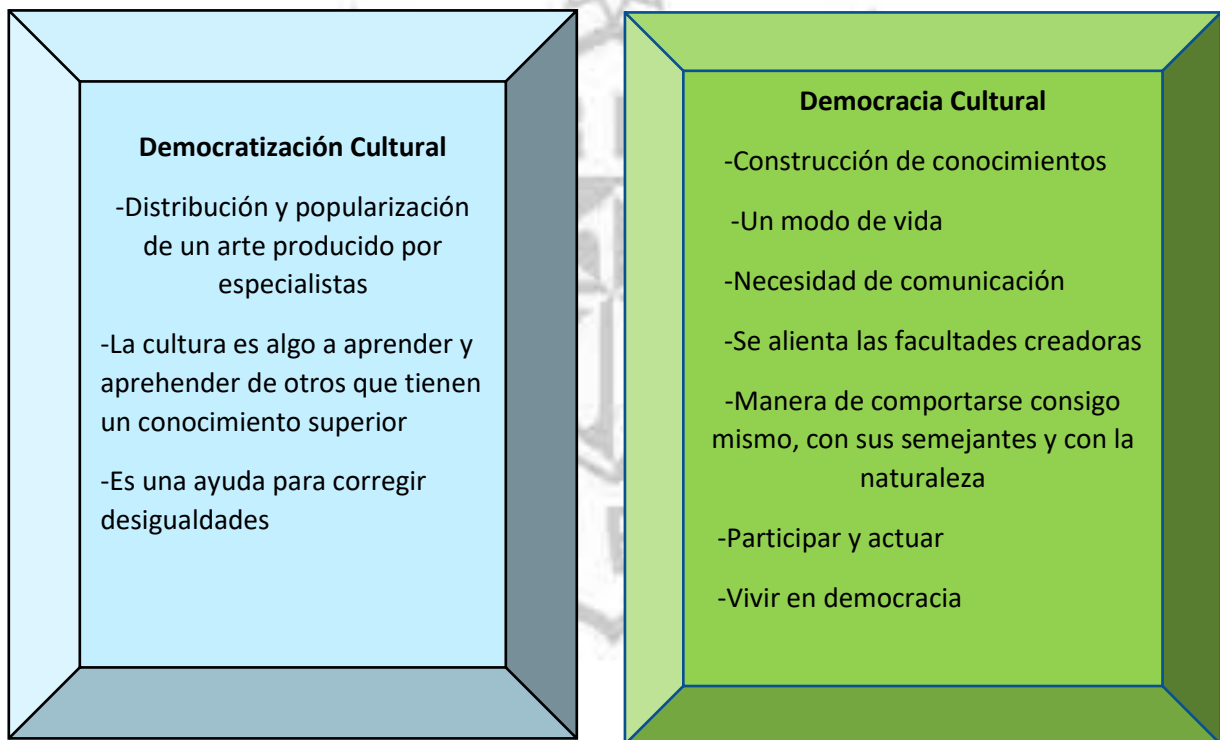 Democratización Cultural
-Distribución y popularización
de un arte producido por
especialistas
-La cultura es algo a aprender y
aprehender de otros que tienen
un conocimiento superior
-Es una ayuda para corregir
desigualdades
Democracia Cultural
-Construcción de conocimientos
-Un modo de vida
-Necesidad de comunicación
-Se alienta las facultades creadoras
-Manera de comportarse consigo
mismo, con sus semejantes y con la
naturaleza
-Participar y actuar
-Vivir en democracia